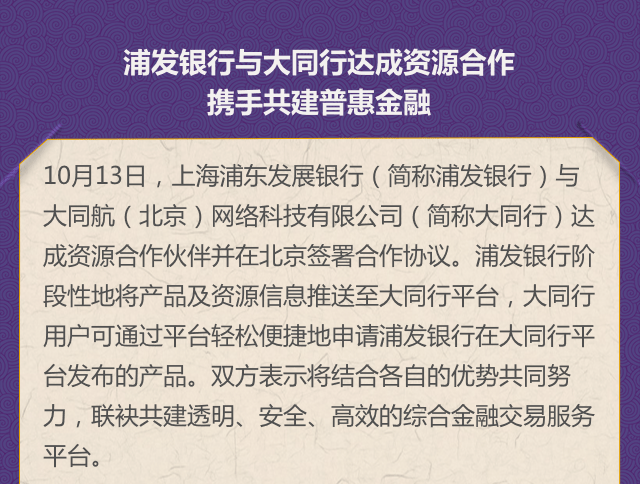 浦发银行与大同行达成资源合作
携手共建普惠金融
10月13日，上海浦东发展银行（简称浦发银行）与
大同航（北京）网络科技有限公司（简称大同行）达
成资源合作伙伴并在北京签署合作协议。浦发银行阶
段性地将产品及资源信息推送至大同行平台，大同行
用户可通过平台轻松便捷地申请浦发银行在大同行平
台发布的产品。双方表示将结合各自的优势共同努
力，联袂共建透明、安全、高效的综合金融交易服务
平台。